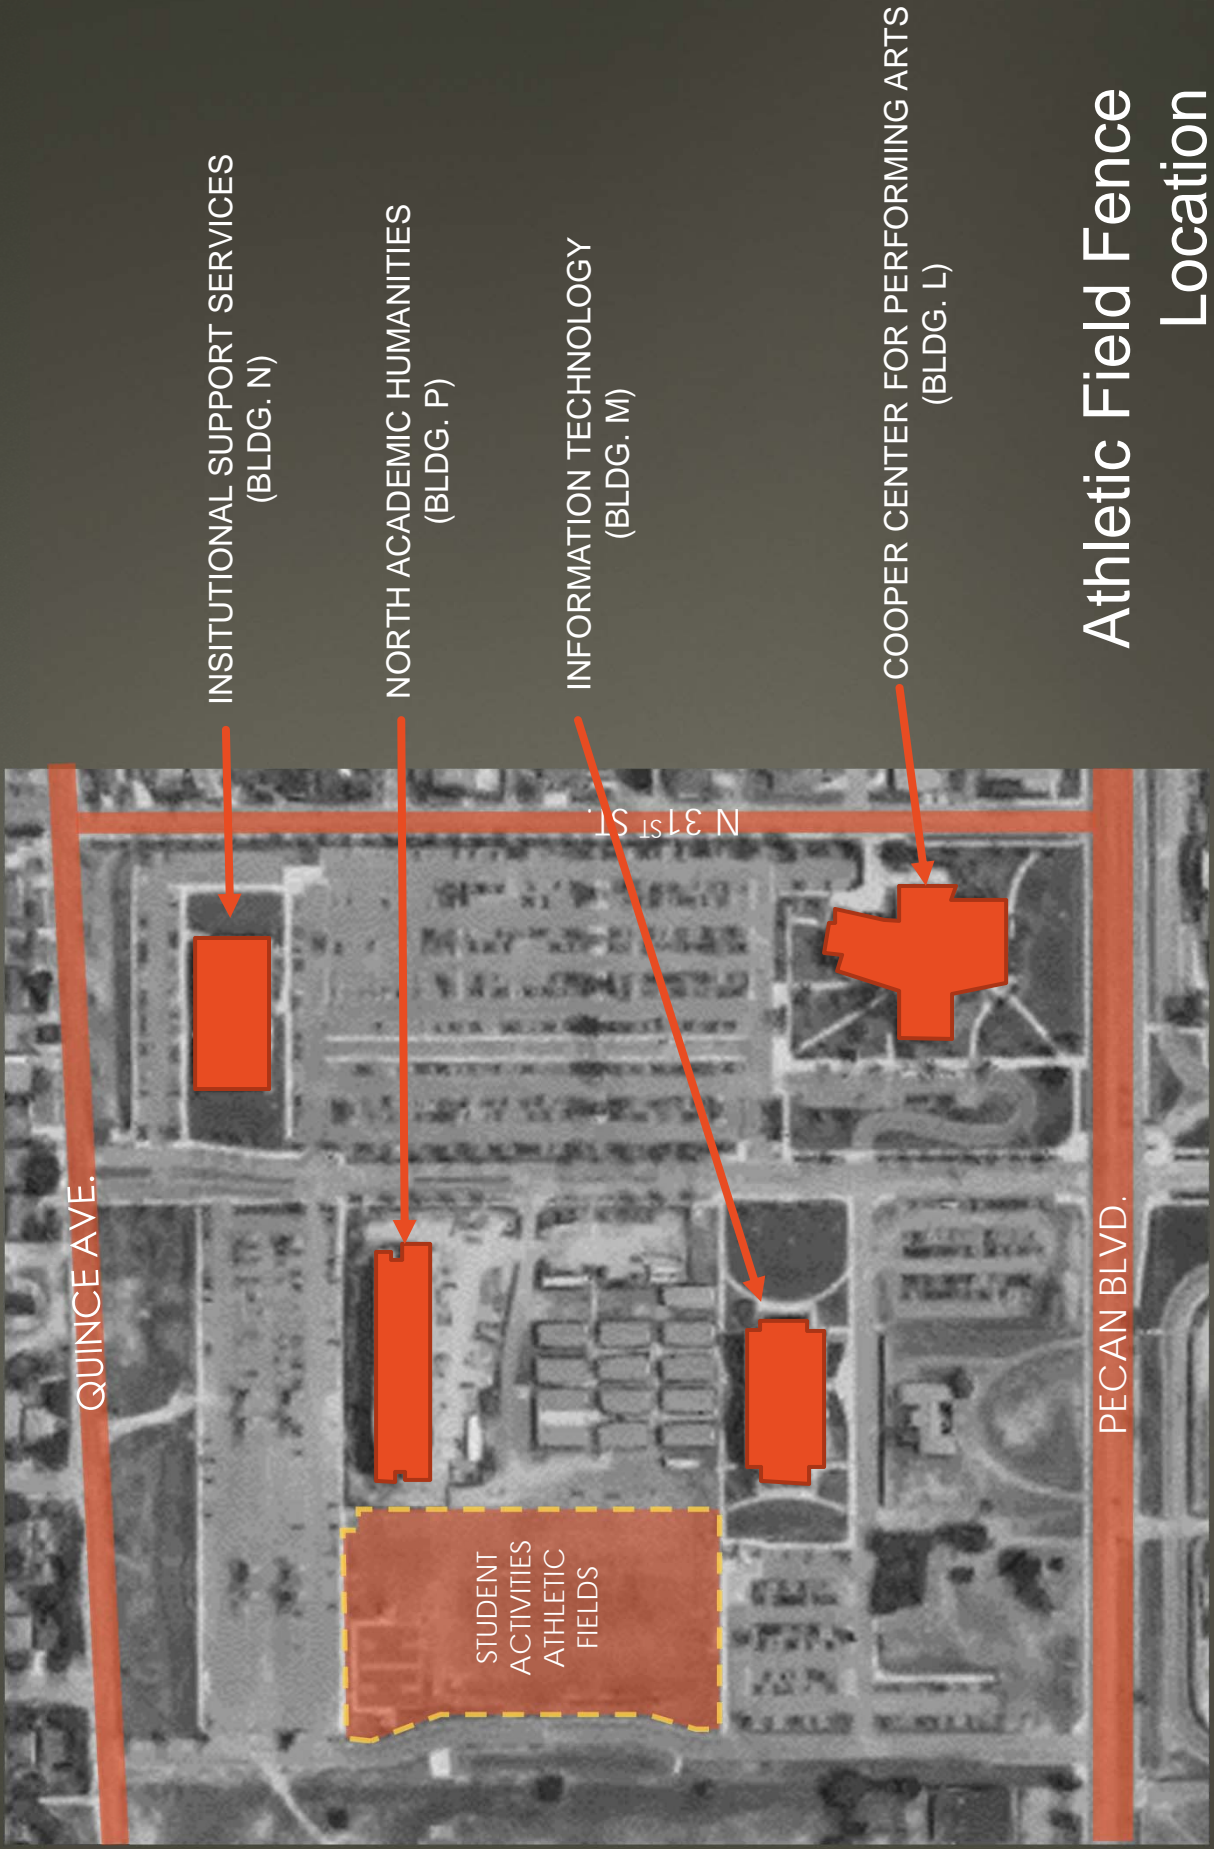 Athletic Field Fence
Location
INSITUTIONAL SUPPORT SERVICES
(BLDG. N)
NORTH ACADEMIC HUMANITIES
(BLDG. P)
INFORMATION TECHNOLOGY
(BLDG. M)
COOPER CENTER FOR PERFORMING ARTS
(BLDG. L)
QUINCE AVE.
N 31ST ST.
STUDENT
ACTIVITIES
ATHLETIC
FIELDS
PECAN BLVD.